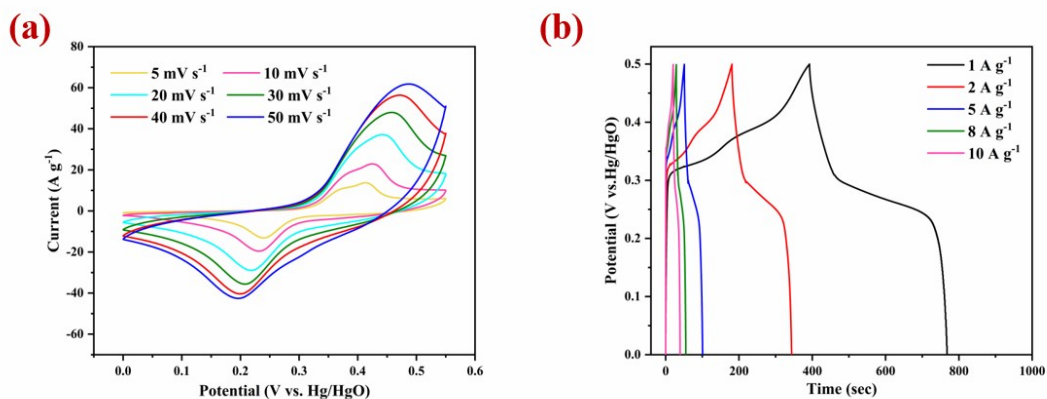 (a)
80
60
40
20
0
-20
-40
-60
Current (A g⁻¹)
5 mV s⁻¹ 10 mV s⁻¹
20 mV s⁻¹ 30 mV s⁻¹
40 mV s⁻¹ 50 mV s⁻¹
0.0 0.1 0.2 0.3 0.4 0.5 0.6
Potential (V vs. Hg/HgO)
(b)
0.5
0.4
0.3
0.2
0.1
0.0
Potential (V vs.Hg/HgO)
1 A g⁻¹
2 A g⁻¹
5 A g⁻¹
8 A g⁻¹
10 A g⁻¹
0 200 400 600 800 1000
Time (sec)